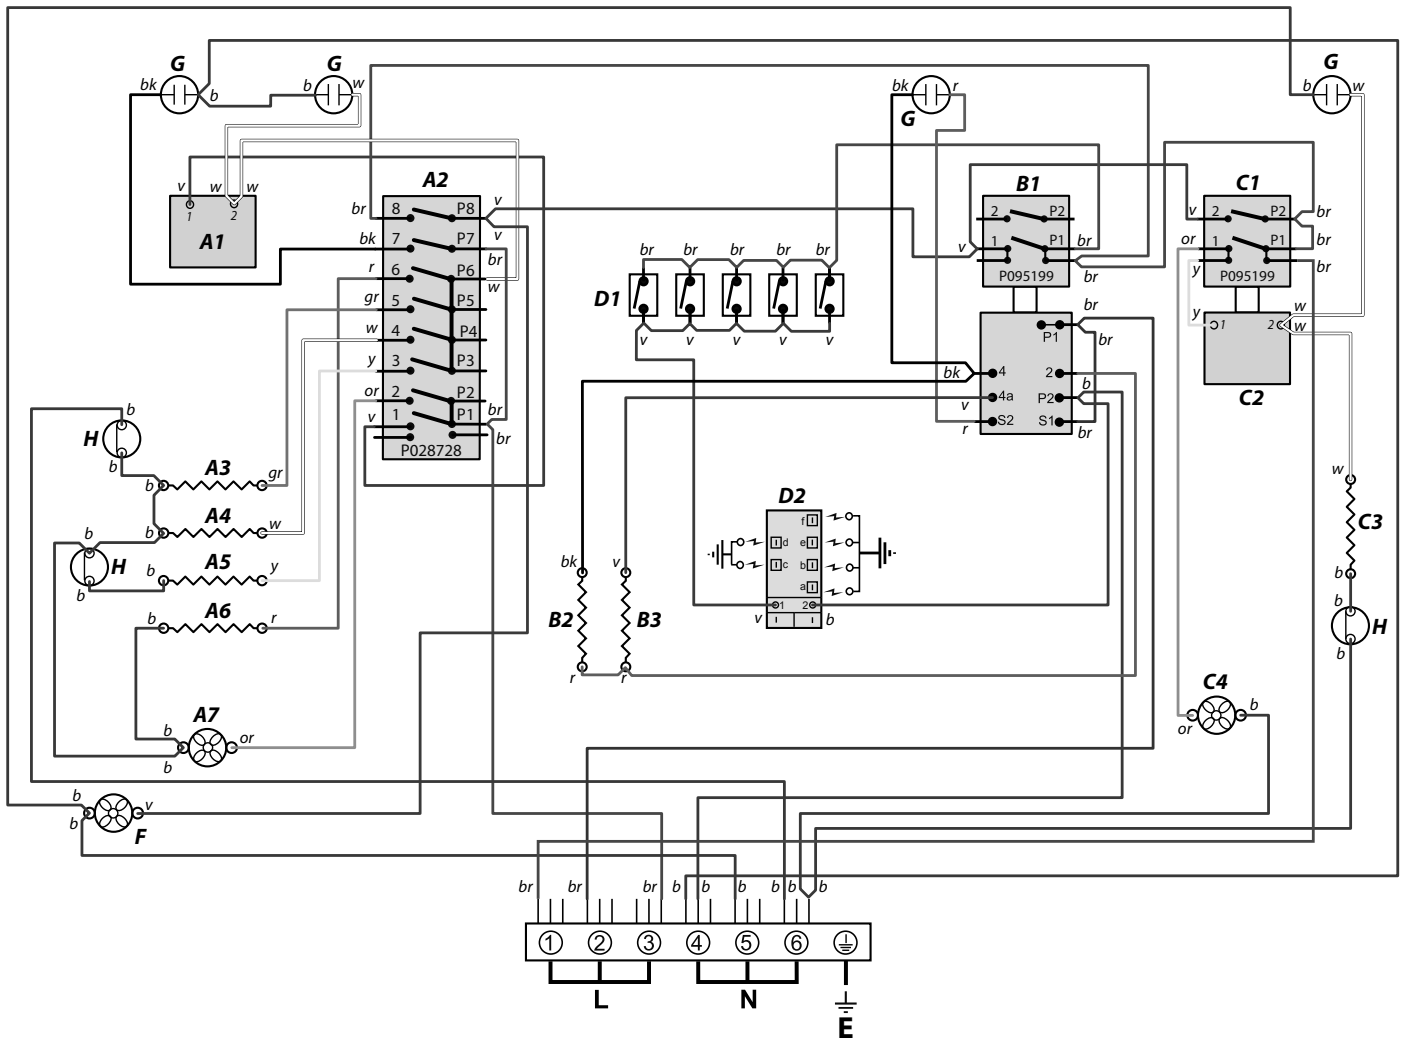 G
G
G
bk
b
b
w
bk
r
G
b
w
v
w
w
1
2
A1
A2
br
8
P8
v
v
bk
7
P7
br
r
6
P6
w
gr
5
P5
w
4
P4
y
3
P3
or
2
P2
v
1
P1
br
br
P028728
br
br
br
br
br
D1
v
v
v
v
v
B1
2
P2
v
1
P1
br
br
P095199
br
P1
br
bk
4
2
v
4a
P2
b
r
S2
S1
br
C1
v
2
P2
br
or
1
P1
br
y
br
P095199
w
y
1
2
w
C2
b
H
b
b
A3
gr
b
A4
w
H
b
b
A5
y
b
A6
r
A7
b
or
b
b
v
b
F
D2
f
d
e
c
b
a
1
2
v
b
bk
v
B2
B3
r
r
w
C3
b
b
H
b
C4
b
or
br
br
br
b
b
b
b
b
b
1
2
3
4
5
6
L
N
E